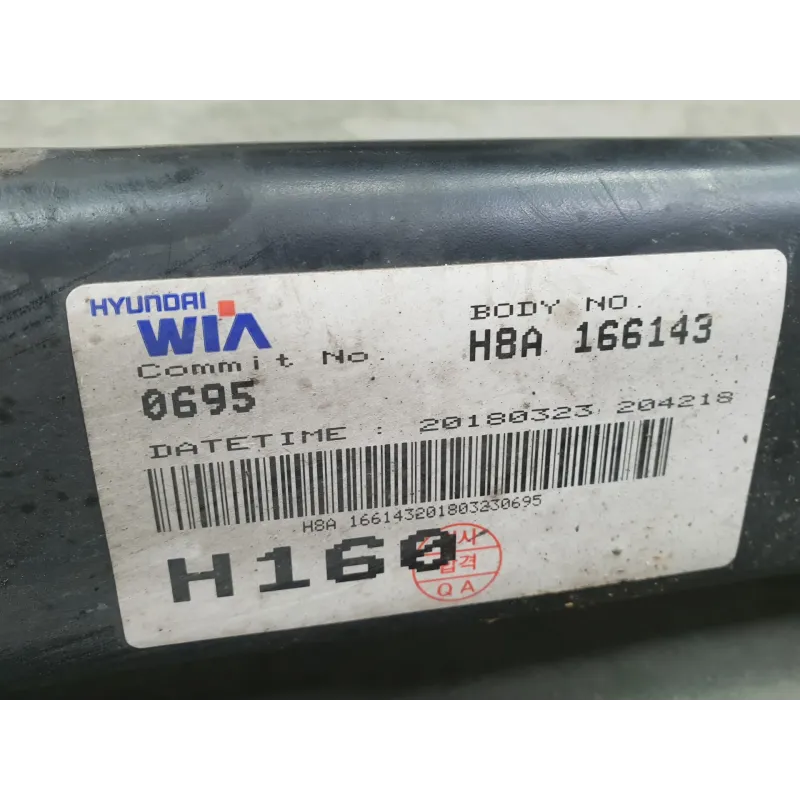 HYUNDAI
WIA
Commit No.
0695
BODY NO.
H8A 166143
DATETIME : 20180323 204218
H8A 166143201803230695
H160
검사
합격
QA